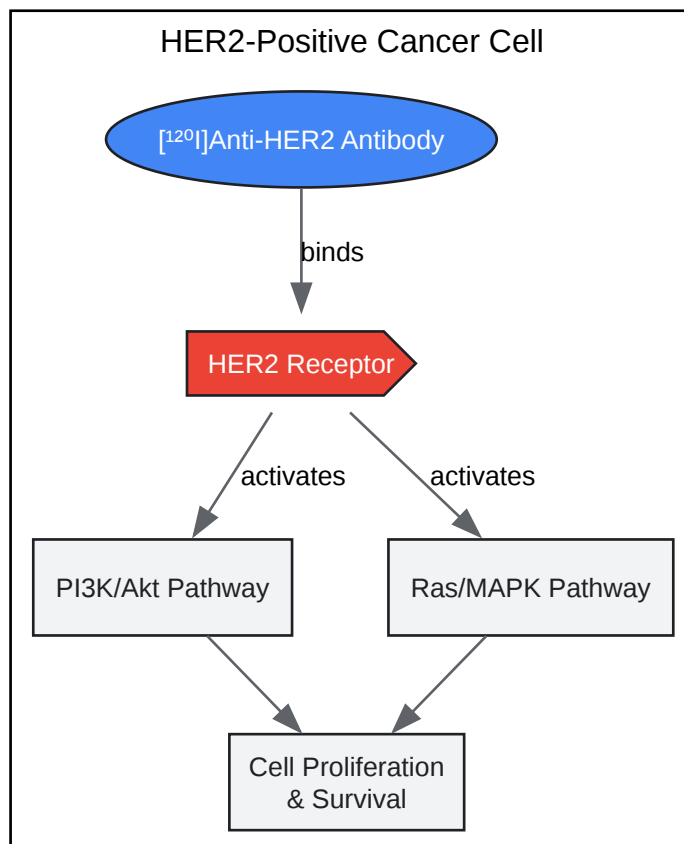 HER2-Positive Cancer Cell
[¹²⁰I]Anti-HER2 Antibody
binds
HER2 Receptor
activates
activates
PI3K/Akt Pathway
Ras/MAPK Pathway
Cell Proliferation
& Survival